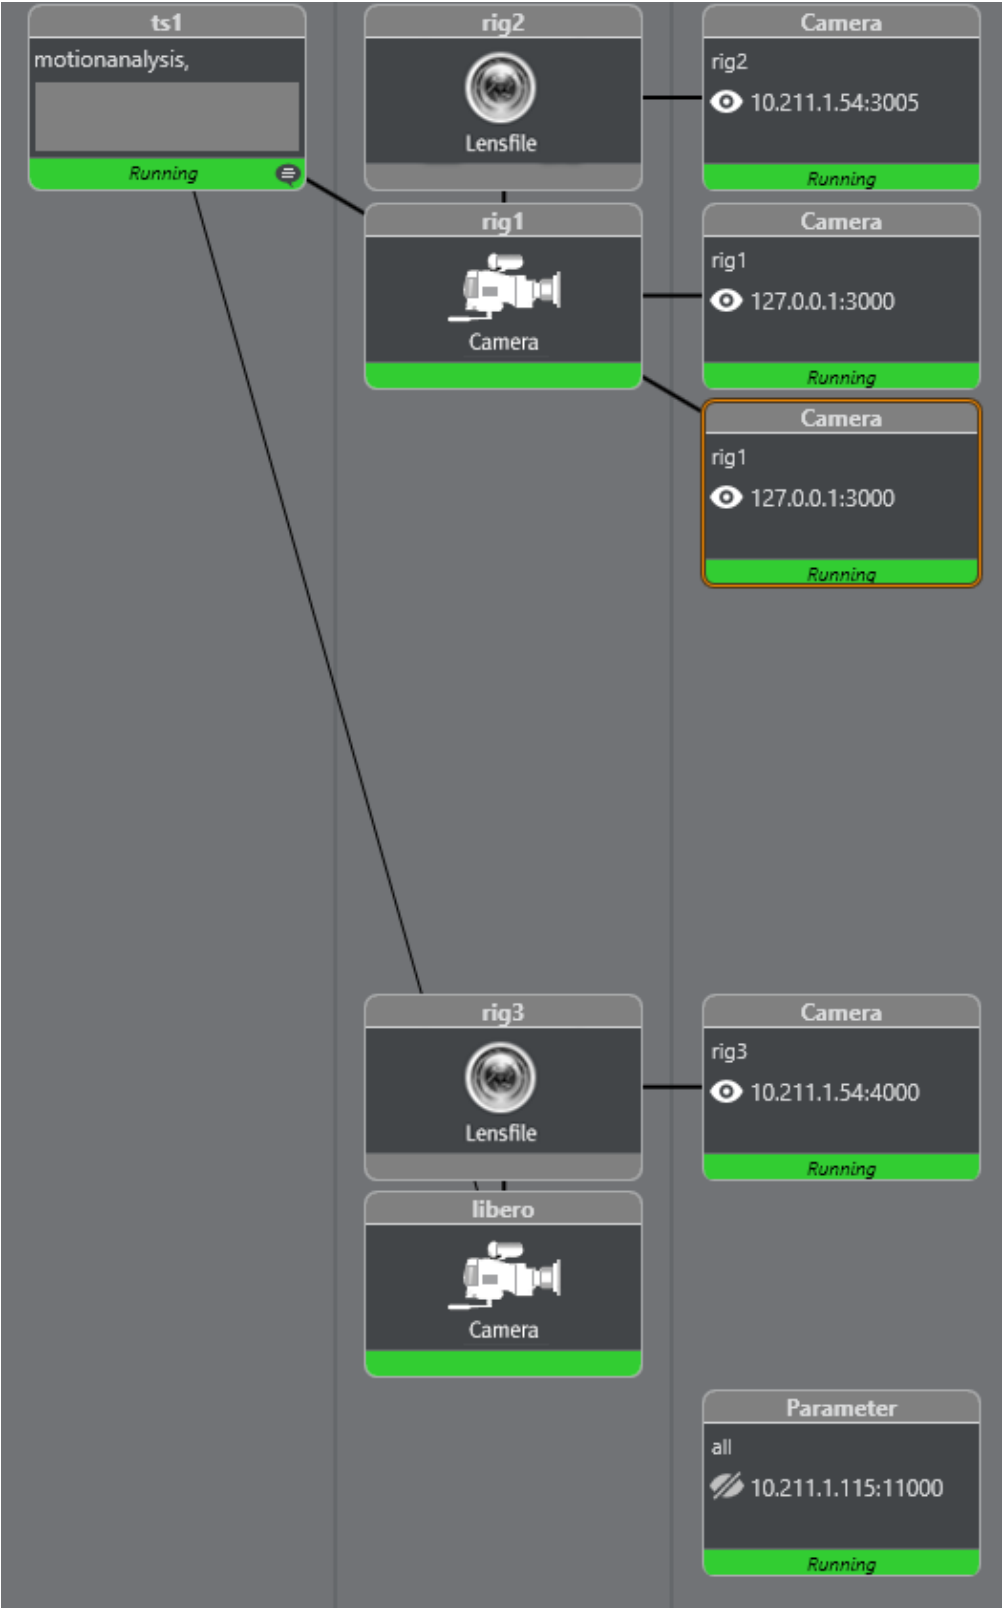 ts1
motionanalysis,
Running
rig2
Lensfile
Camera
rig2
10.211.1.54:3005
Running
rig1
Camera
Camera
rig1
127.0.0.1:3000
Running
Camera
rig1
127.0.0.1:3000
Running
rig3
Lensfile
Camera
rig3
10.211.1.54:4000
Running
libero
Camera
Parameter
all
10.211.1.115:11000
Running